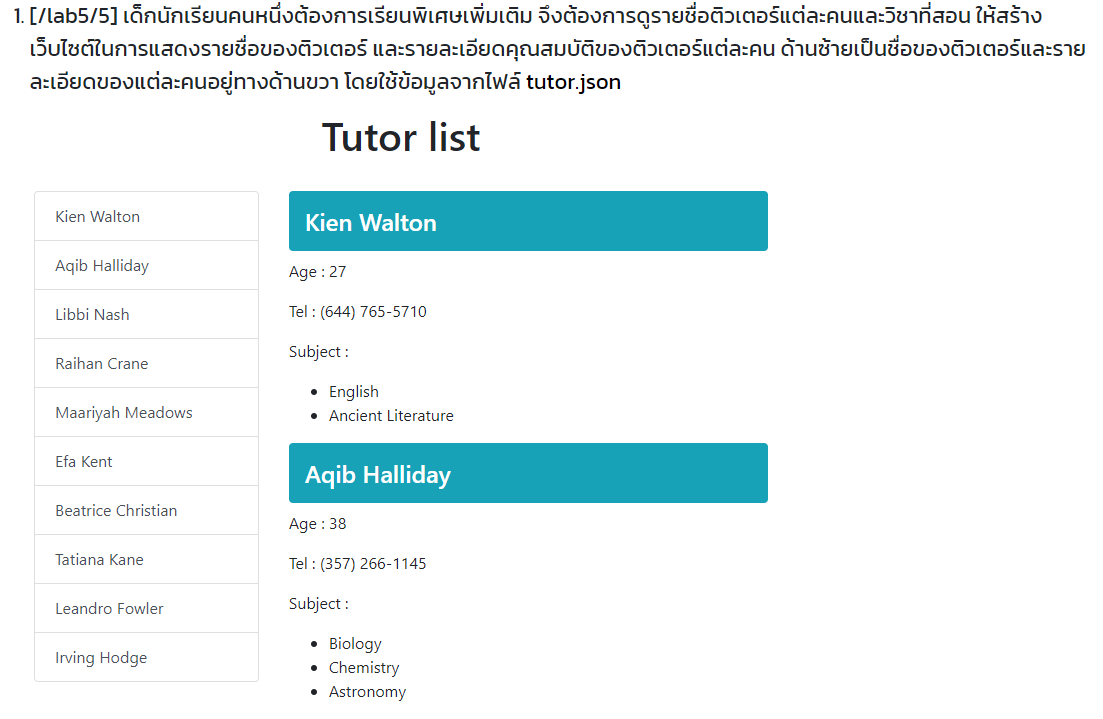 1. [/lab5/5] เด็กนักเรียนคนหนึ่งต้องการเรียนพิเศษเพิ่มเติม จึงต้องการดูรายชื่อติวเตอร์แต่ละคนและวิชาที่สอน ให้สร้าง
เว็บไซต์ในการแสดงรายชื่อของติวเตอร์ และรายละเอียดคุณสมบัติของติวเตอร์แต่ละคน ด้านซ้ายเป็นชื่อของติวเตอร์และราย
ละเอียดของแต่ละคนอยู่ทางด้านขวา โดยใช้ข้อมูลจากไฟล์ tutor.json
Tutor list
Kien Walton
Aqib Halliday
Libbi Nash
Raihan Crane
Maariyah Meadows
Efa Kent
Beatrice Christian
Tatiana Kane
Leandro Fowler
Irving Hodge
Kien Walton
Age : 27
Tel : (644) 765-5710
Subject :
• English
• Ancient Literature
Aqib Halliday
Age : 38
Tel : (357) 266-1145
Subject :
• Biology
• Chemistry
• Astronomy